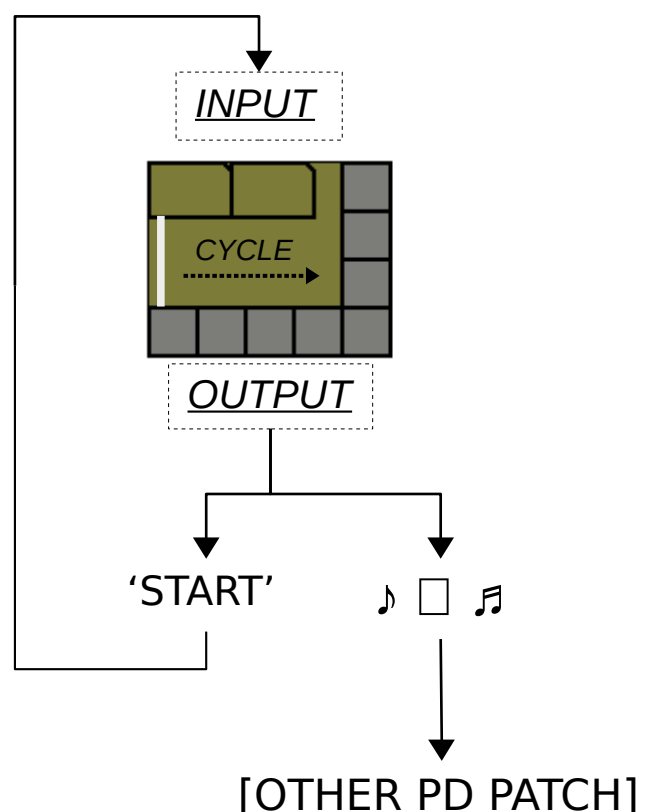 INPUT
CYCLE
OUTPUT
‘START’
♪ □ ♬
[OTHER PD PATCH]